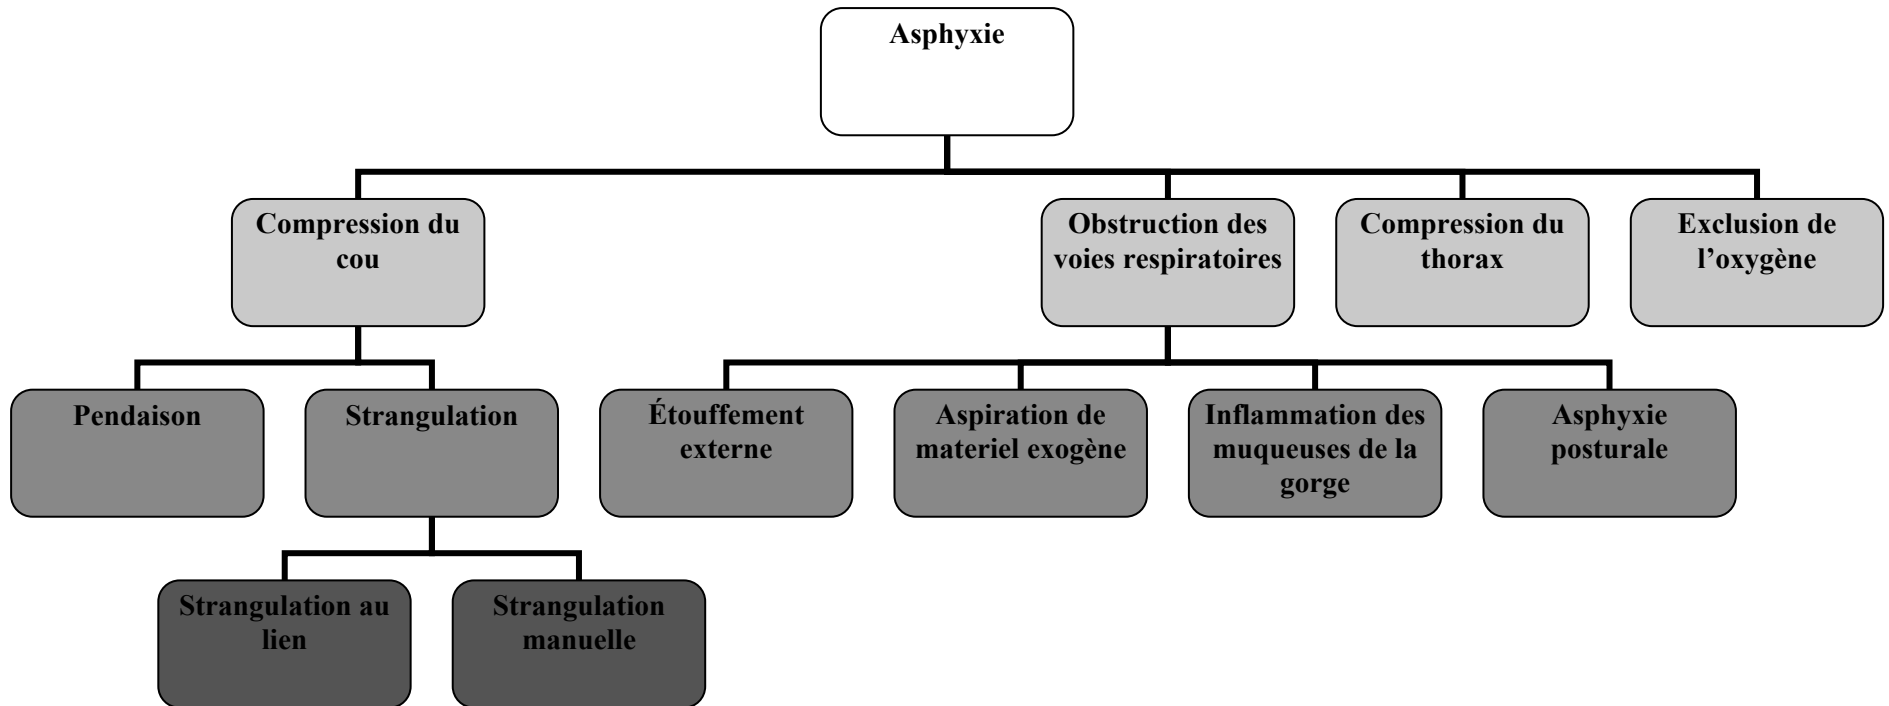 Asphyxie
Compression du
cou
Obstruction des
voies respiratoires
Compression du
thorax
Exclusion de
l’oxygène
Pendaison
Strangulation
Étouffement
externe
Aspiration de
materiel exogène
Inflammation des
muqueuses de la
gorge
Asphyxie
posturale
Strangulation au
lien
Strangulation
manuelle